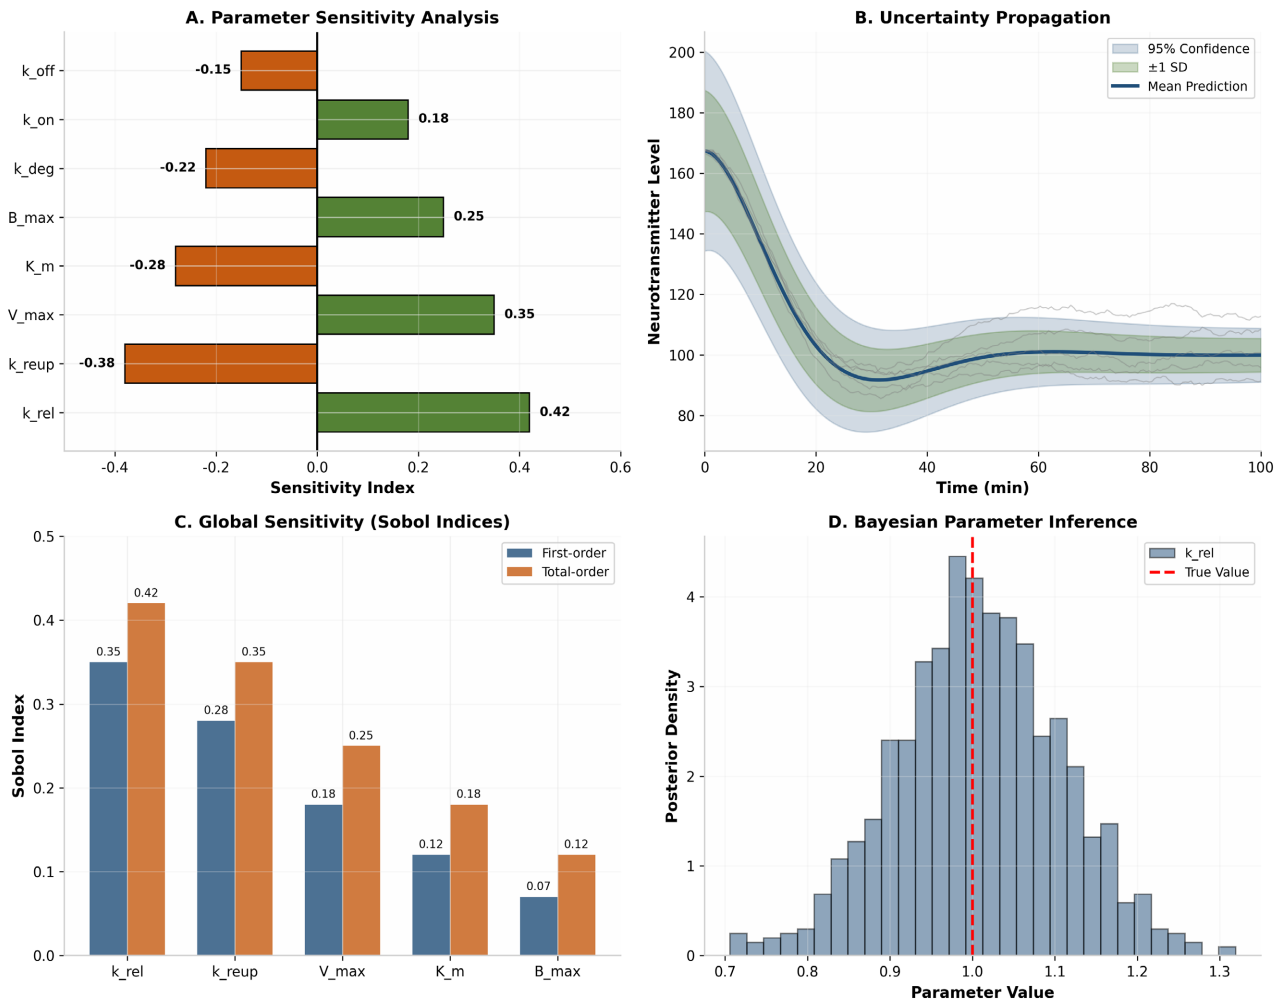 A. Parameter Sensitivity Analysis
k_off
k_on
k_deg
B_max
K_m
V_max
k_reup
k_rel
-0.15
0.18
-0.22
0.25
-0.28
0.35
-0.38
0.42
-0.4
-0.2
0.0
0.2
0.4
0.6
Sensitivity Index
B. Uncertainty Propagation
Neurotransmitter Level
200
180
160
140
120
100
80
95% Confidence
±1 SD
Mean Prediction
0
20
40
60
80
100
Time (min)
C. Global Sensitivity (Sobol Indices)
Sobol Index
0.5
0.4
0.3
0.2
0.1
0.0
First-order
Total-order
0.35
0.42
0.28
0.35
0.18
0.25
0.12
0.18
0.07
0.12
k_rel
k_reup
V_max
K_m
B_max
D. Bayesian Parameter Inference
Posterior Density
4
3
2
1
0
k_rel
True Value
0.7
0.8
0.9
1.0
1.1
1.2
1.3
Parameter Value